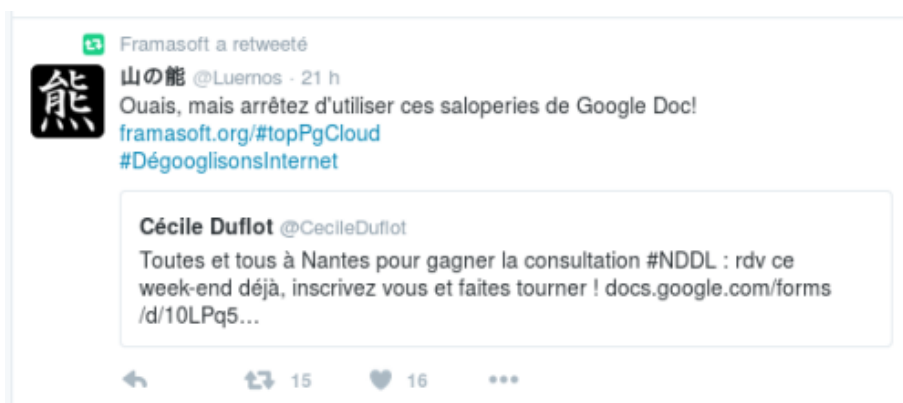 Framasoft a retweeté
熊
山の能 @Luernos · 21 h
Ouais, mais arrêtez d'utiliser ces saloperies de Google Doc!
framasoft.org/#topPgCloud
#DégooglisonsInternet
Cécile Duflot @CecileDuflot
Toutes et tous à Nantes pour gagner la consultation #NDDL : rdv ce
week-end déjà, inscrivez vous et faites tourner ! docs.google.com/forms
/d/10LPq5…
15 16